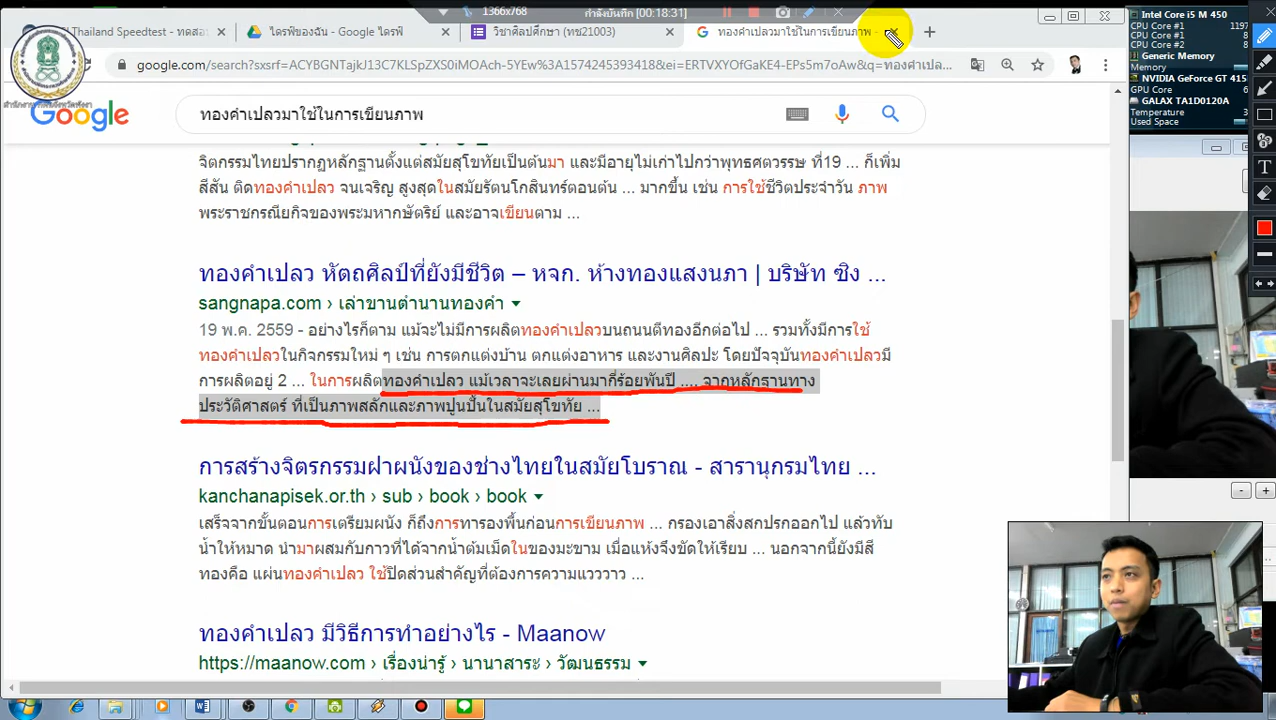 1366x768
กำลังบันทึก [00:18:31]
Thailand Speedtest - ทดส
ไดรฟ์ของฉัน - Google ไดรฟ์
วิชาศิลปศึกษา (ทช21003)
ทองคำเปลวมาใช้ในการเขียนภาพ -
google.com/search?sxsrf=ACYBGNTajkJ13C7KLSpZXSWOCAch-5YEw%3A1574245393418&ei=ERTVXYOfGaKE4-EPs5m7oAw&q=ทองคำเปล...
Google
ทองคำเปลวมาใช้ในการเขียนภาพ
จิตกรรมไทยปรากฏหลักฐานตั้งแต่สมัยสุโขทัยเป็นต้นมา และมีอายุไม่เก่าไปกว่าพุทธศตวรรษ ที่19 ... ก็เพิ่ม
สีสัน ติดทองคำเปลว จนเจริญ สูงสุดในสมัยรัตนโกสินทร์ตอนต้น ... มากขึ้น เช่น การใช้ชีวิตประจำวัน ภาพ
พระราชกรณียกิจของพระมหากษัตริย์ และอาจเขียนตาม ...
ทองคำเปลว หัตถศิลป์ที่ยังมีชีวิต – หจก. ห้างทองแสงนภา | บริษัท ซิง ...
sangnapa.com › เล่าขานตำนานทองคำ
19 พ.ค. 2559 - อย่างไรก็ตาม แม้จะไม่มีการผลิตทองคำเปลวบนถนนตีทองอีกต่อไป ... รวมทั้งมีการใช้
ทองคำเปลวในกิจกรรมใหม่ ๆ เช่น การตกแต่งบ้าน ตกแต่งอาหาร และงานศิลปะ โดยปัจจุบันทองคำเปลวมี
การผลิตอยู่ 2 ... ในการผลิตทองคำเปลว แม้เวลาจะเลยผ่านมากี่ร้อยพันปี .... จากหลักฐานทาง
ประวัติศาสตร์ ที่เป็นภาพสลักและภาพปูนปั้นในสมัยสุโขทัย ...
การสร้างจิตรกรรมฝาผนังของช่างไทยในสมัยโบราณ - สารานุกรมไทย ...
kanchanapisek.or.th › sub › book › book
เสร็จจากขั้นตอนการเตรียมผนัง ก็ถึงการทารองพื้นก่อนการเขียนภาพ ... กรองเอาสิ่งสกปรกออกไป แล้วทับ
น้ำให้หมาด นำมาผสมกับกาวที่ได้จากน้ำต้มเม็ดในของมะขาม เมื่อแห้งจึงขัดให้เรียบ ... นอกจากนี้ยังมีสี
ทองคือ แผ่นทองคำเปลว ใช้ปิดส่วนสำคัญที่ต้องการความแวววาว ...
ทองคำเปลว มีวิธีการทำอย่างไร - Maanow
https://maanow.com › เรื่องน่ารู้ › นานาสาระ › วัฒนธรรม
Intel Core i5 M 450
CPU Core #1 1197
CPU Core #2
Generic Memory
Memory
NVIDIA GeForce GT 415
GALAX TA1D0120A
Temperature
Used Space